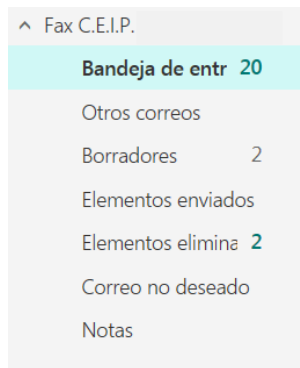 Fax C.E.I.P.
Bandeja de entr 20
Otros correos
Borradores 2
Elementos enviados
Elementos elimina 2
Correo no deseado
Notas